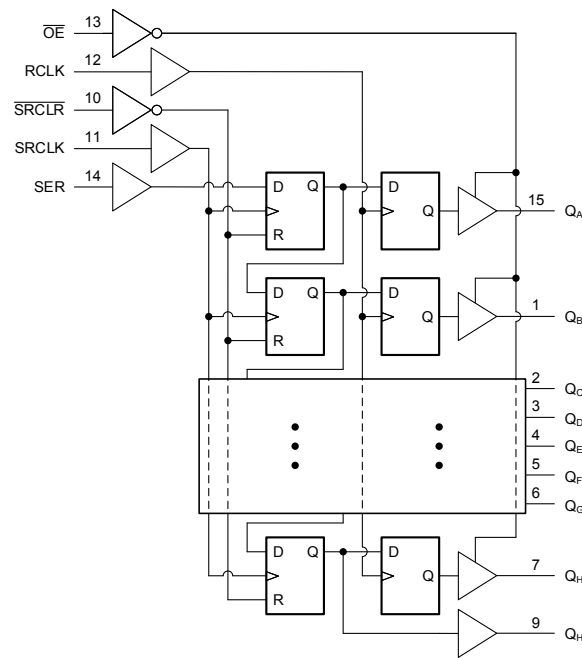 OE 13
RCLK 12
SRCLR 10
SRCLK 11
SER 14
D Q D
Q 15 QA
R
D Q D
Q 1 QB
R
2 QC
3 QD
4 QE
5 QF
6 QG
D Q D
Q 7 QH
R
9 QH